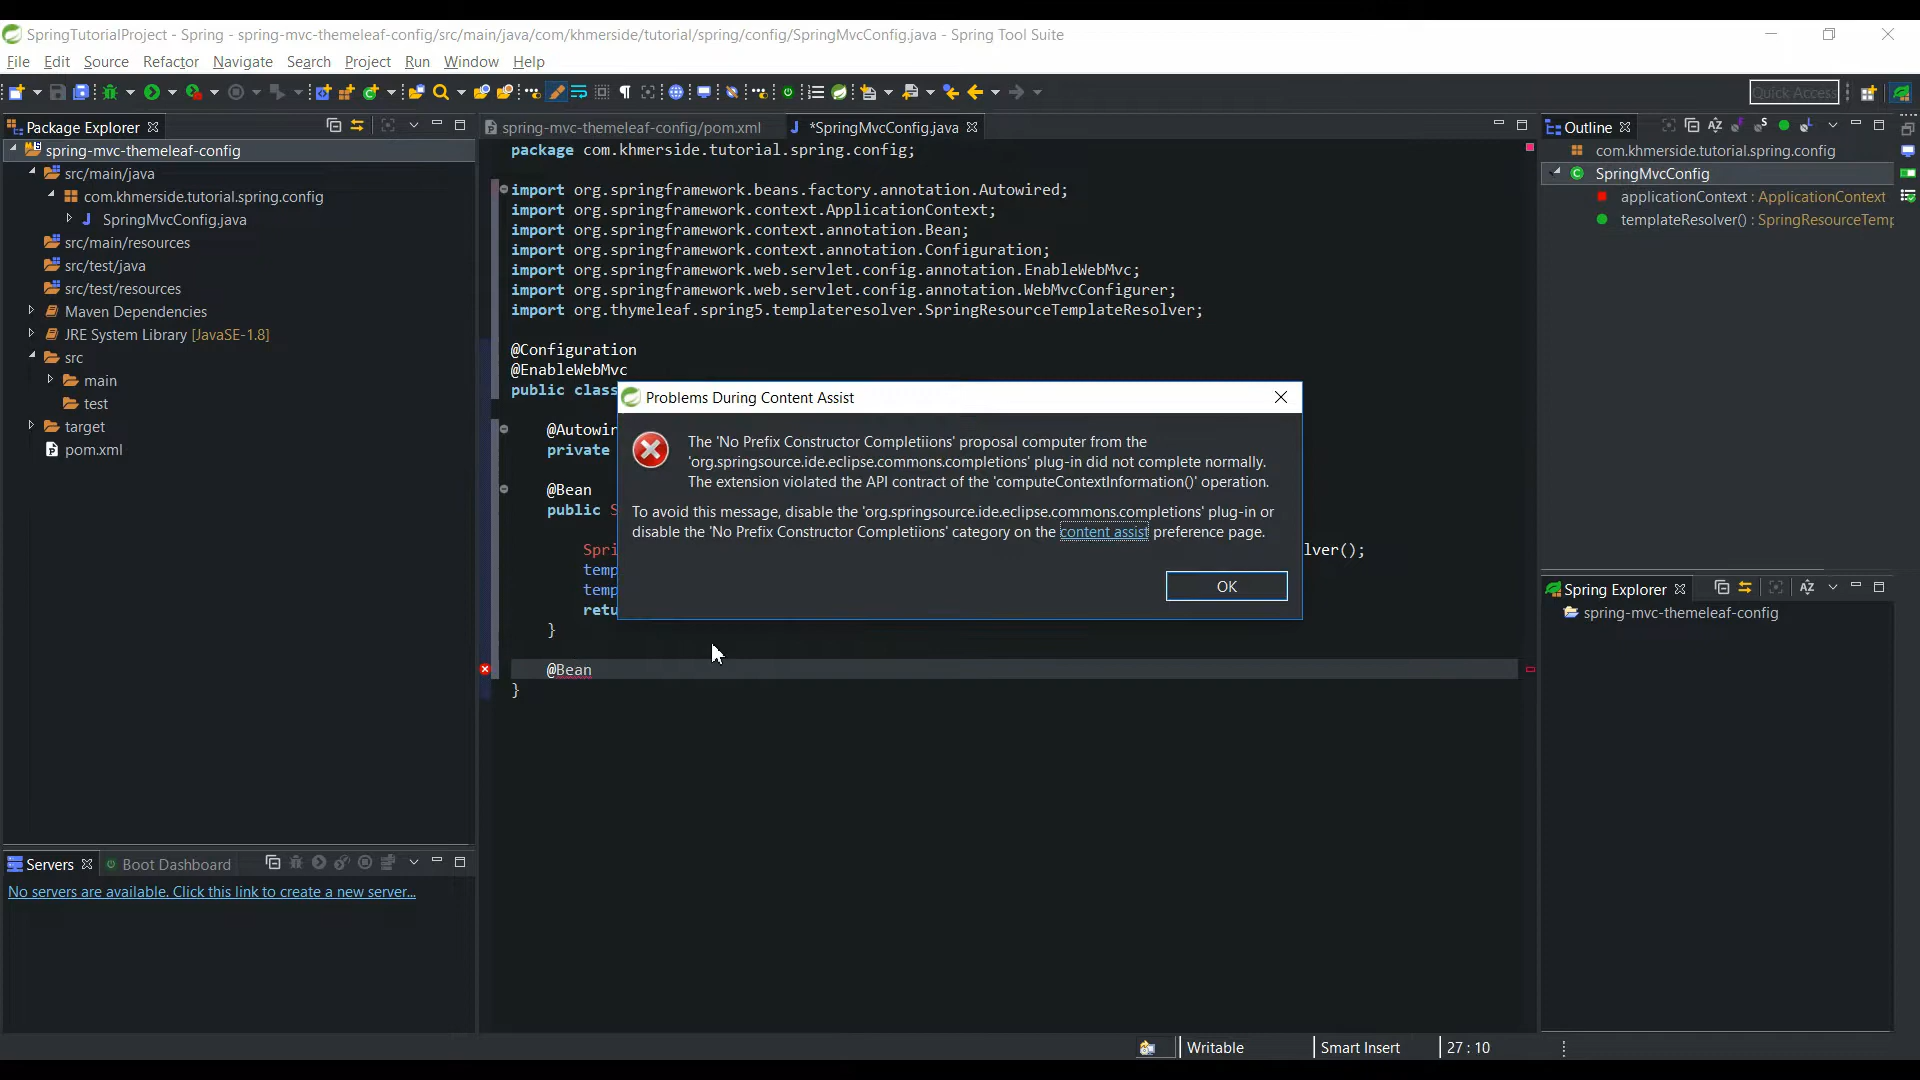 SpringTutorialProject - Spring - spring-mvc-themeleaf-config/src/main/java/com/khmerside/tutorial/spring/config/SpringMvcConfig.java - Spring Tool Suite
File Edit Source Refactor Navigate Search Project Run Window Help
Quick Access
Package Explorer
spring-mvc-themeleaf-config
src/main/java
com.khmerside.tutorial.spring.config
SpringMvcConfig.java
src/main/resources
src/test/java
src/test/resources
Maven Dependencies
JRE System Library [JavaSE-1.8]
src
main
test
target
pom.xml
Servers Boot Dashboard
No servers are available. Click this link to create a new server...
spring-mvc-themeleaf-config/pom.xml *SpringMvcConfig.java
package com.khmerside.tutorial.spring.config;
import org.springframework.beans.factory.annotation.Autowired;
import org.springframework.context.ApplicationContext;
import org.springframework.context.annotation.Bean;
import org.springframework.context.annotation.Configuration;
import org.springframework.web.servlet.config.annotation.EnableWebMvc;
import org.springframework.web.servlet.config.annotation.WebMvcConfigurer;
import org.thymeleaf.spring5.templateresolver.SpringResourceTemplateResolver;
@Configuration
@EnableWebMvc
public class
@Autowir
private
@Bean
public S
Spri lver();
temp
temp
retu
}
@Bean
}
Problems During Content Assist
The 'No Prefix Constructor Completiions' proposal computer from the
'org.springsource.ide.eclipse.commons.completions' plug-in did not complete normally.
The extension violated the API contract of the 'computeContextInformation()' operation.
To avoid this message, disable the 'org.springsource.ide.eclipse.commons.completions' plug-in or
disable the 'No Prefix Constructor Completiions' category on the content assist preference page.
OK
Outline
com.khmerside.tutorial.spring.config
SpringMvcConfig
applicationContext : ApplicationContext
templateResolver() : SpringResourceTemp
Spring Explorer
spring-mvc-themeleaf-config
Writable Smart Insert 27 : 10